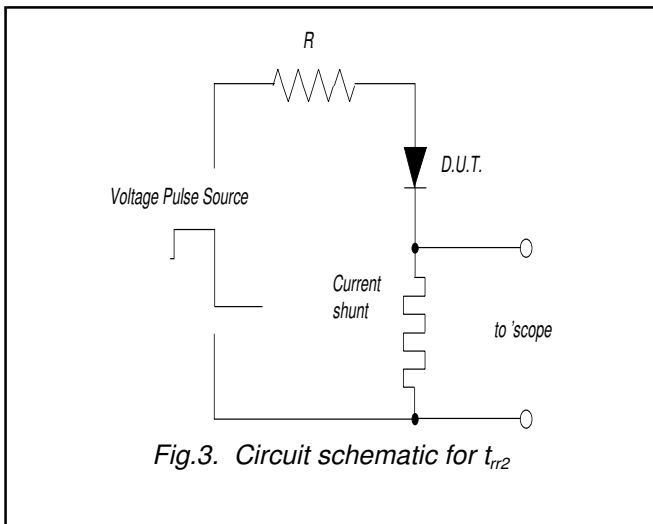 R
D.U.T.
Voltage Pulse Source
Current
shunt
to 'scope
Fig.3. Circuit schematic for trr2